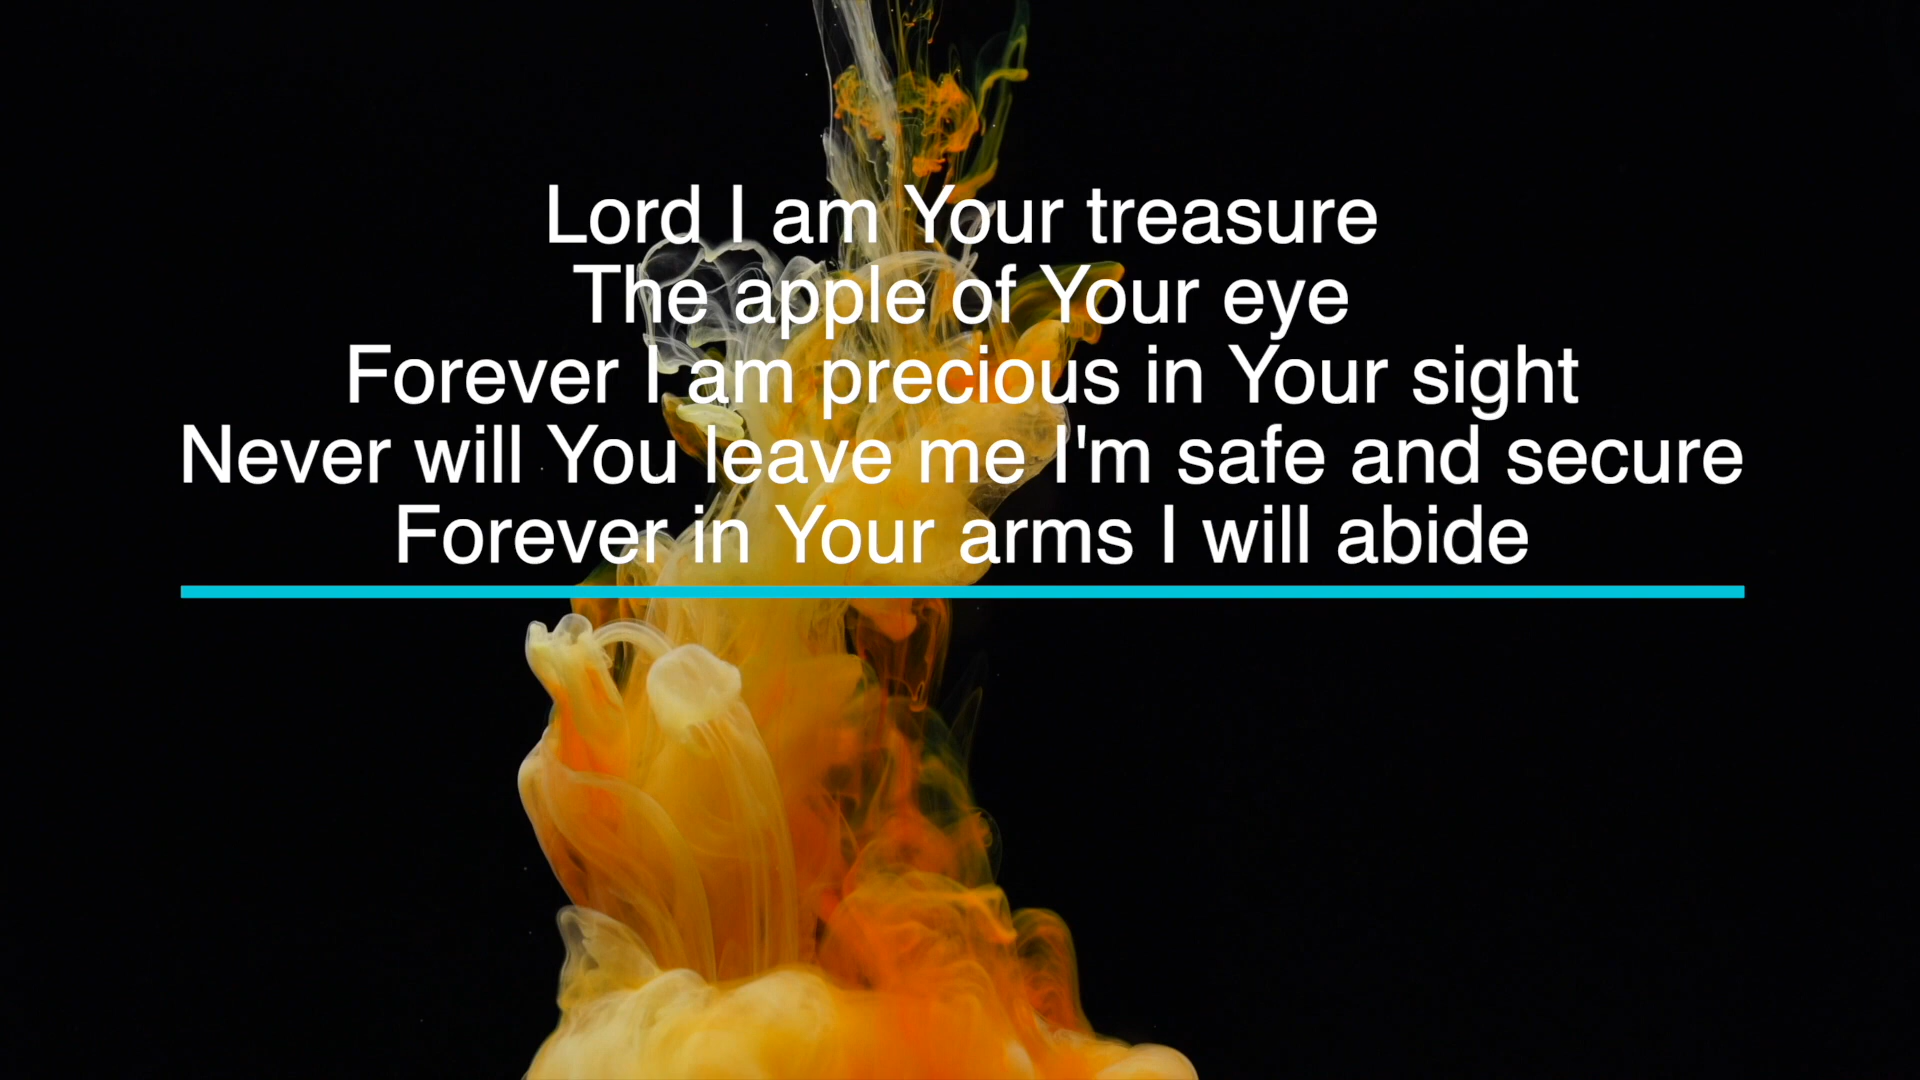 Lord I am Your treasure
The apple of Your eye
Forever I am precious in Your sight
Never will You leave me I'm safe and secure
Forever in Your arms I will abide